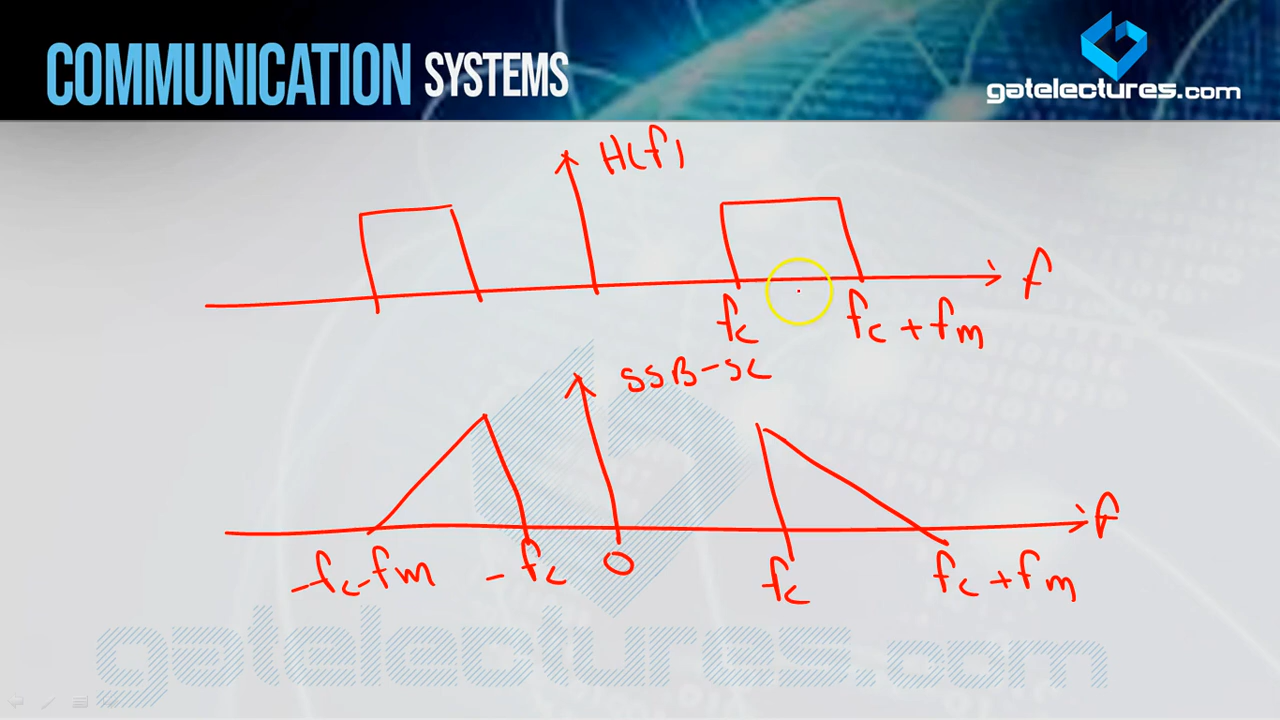 COMMUNICATION SYSTEMS
gatelectures.com
H(f)
f
fc
fc + fm
SSB-SC
f
-fc-fm
-fc
0
fc
fc + fm
gatelectures.com